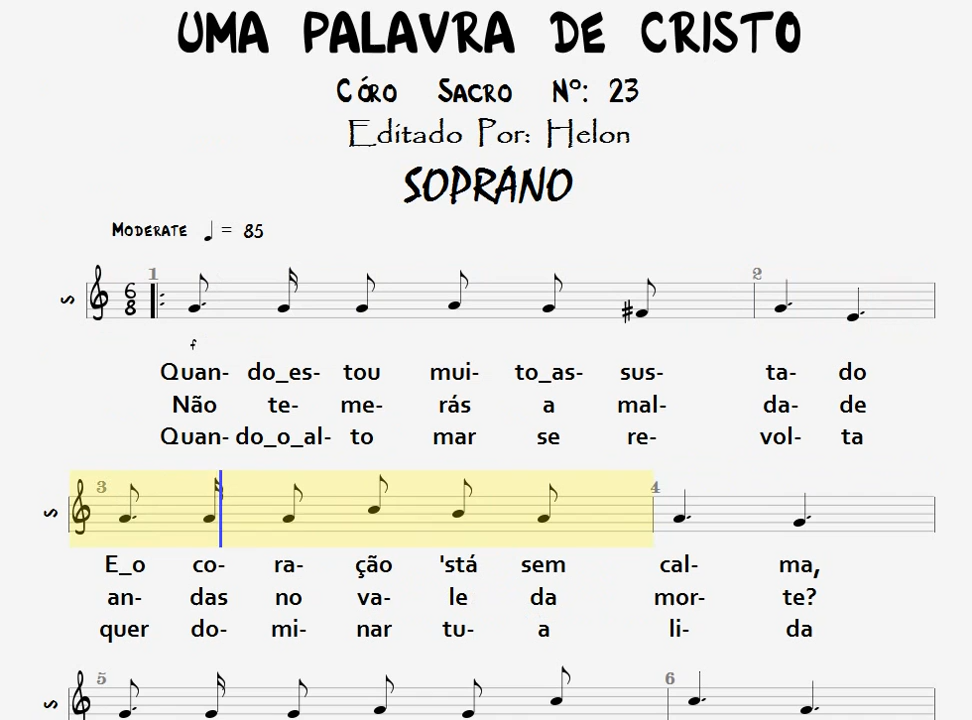 UMA PALAVRA DE CRISTO
Córo Sacro Nº: 23
Editado Por: Helon
SOPRANO
Moderate ♩ = 85
1 2
S 6 8
f
Quan- do_es- tou mui- to_as- sus- ta- do
Não te- me- rás a mal- da- de
Quan- do_o_al- to mar se re- vol- ta
3 4
S
E_o co- ra- ção 'stá sem cal- ma,
an- das no va- le da mor- te?
quer do- mi- nar tu- a li- da
5 6
S